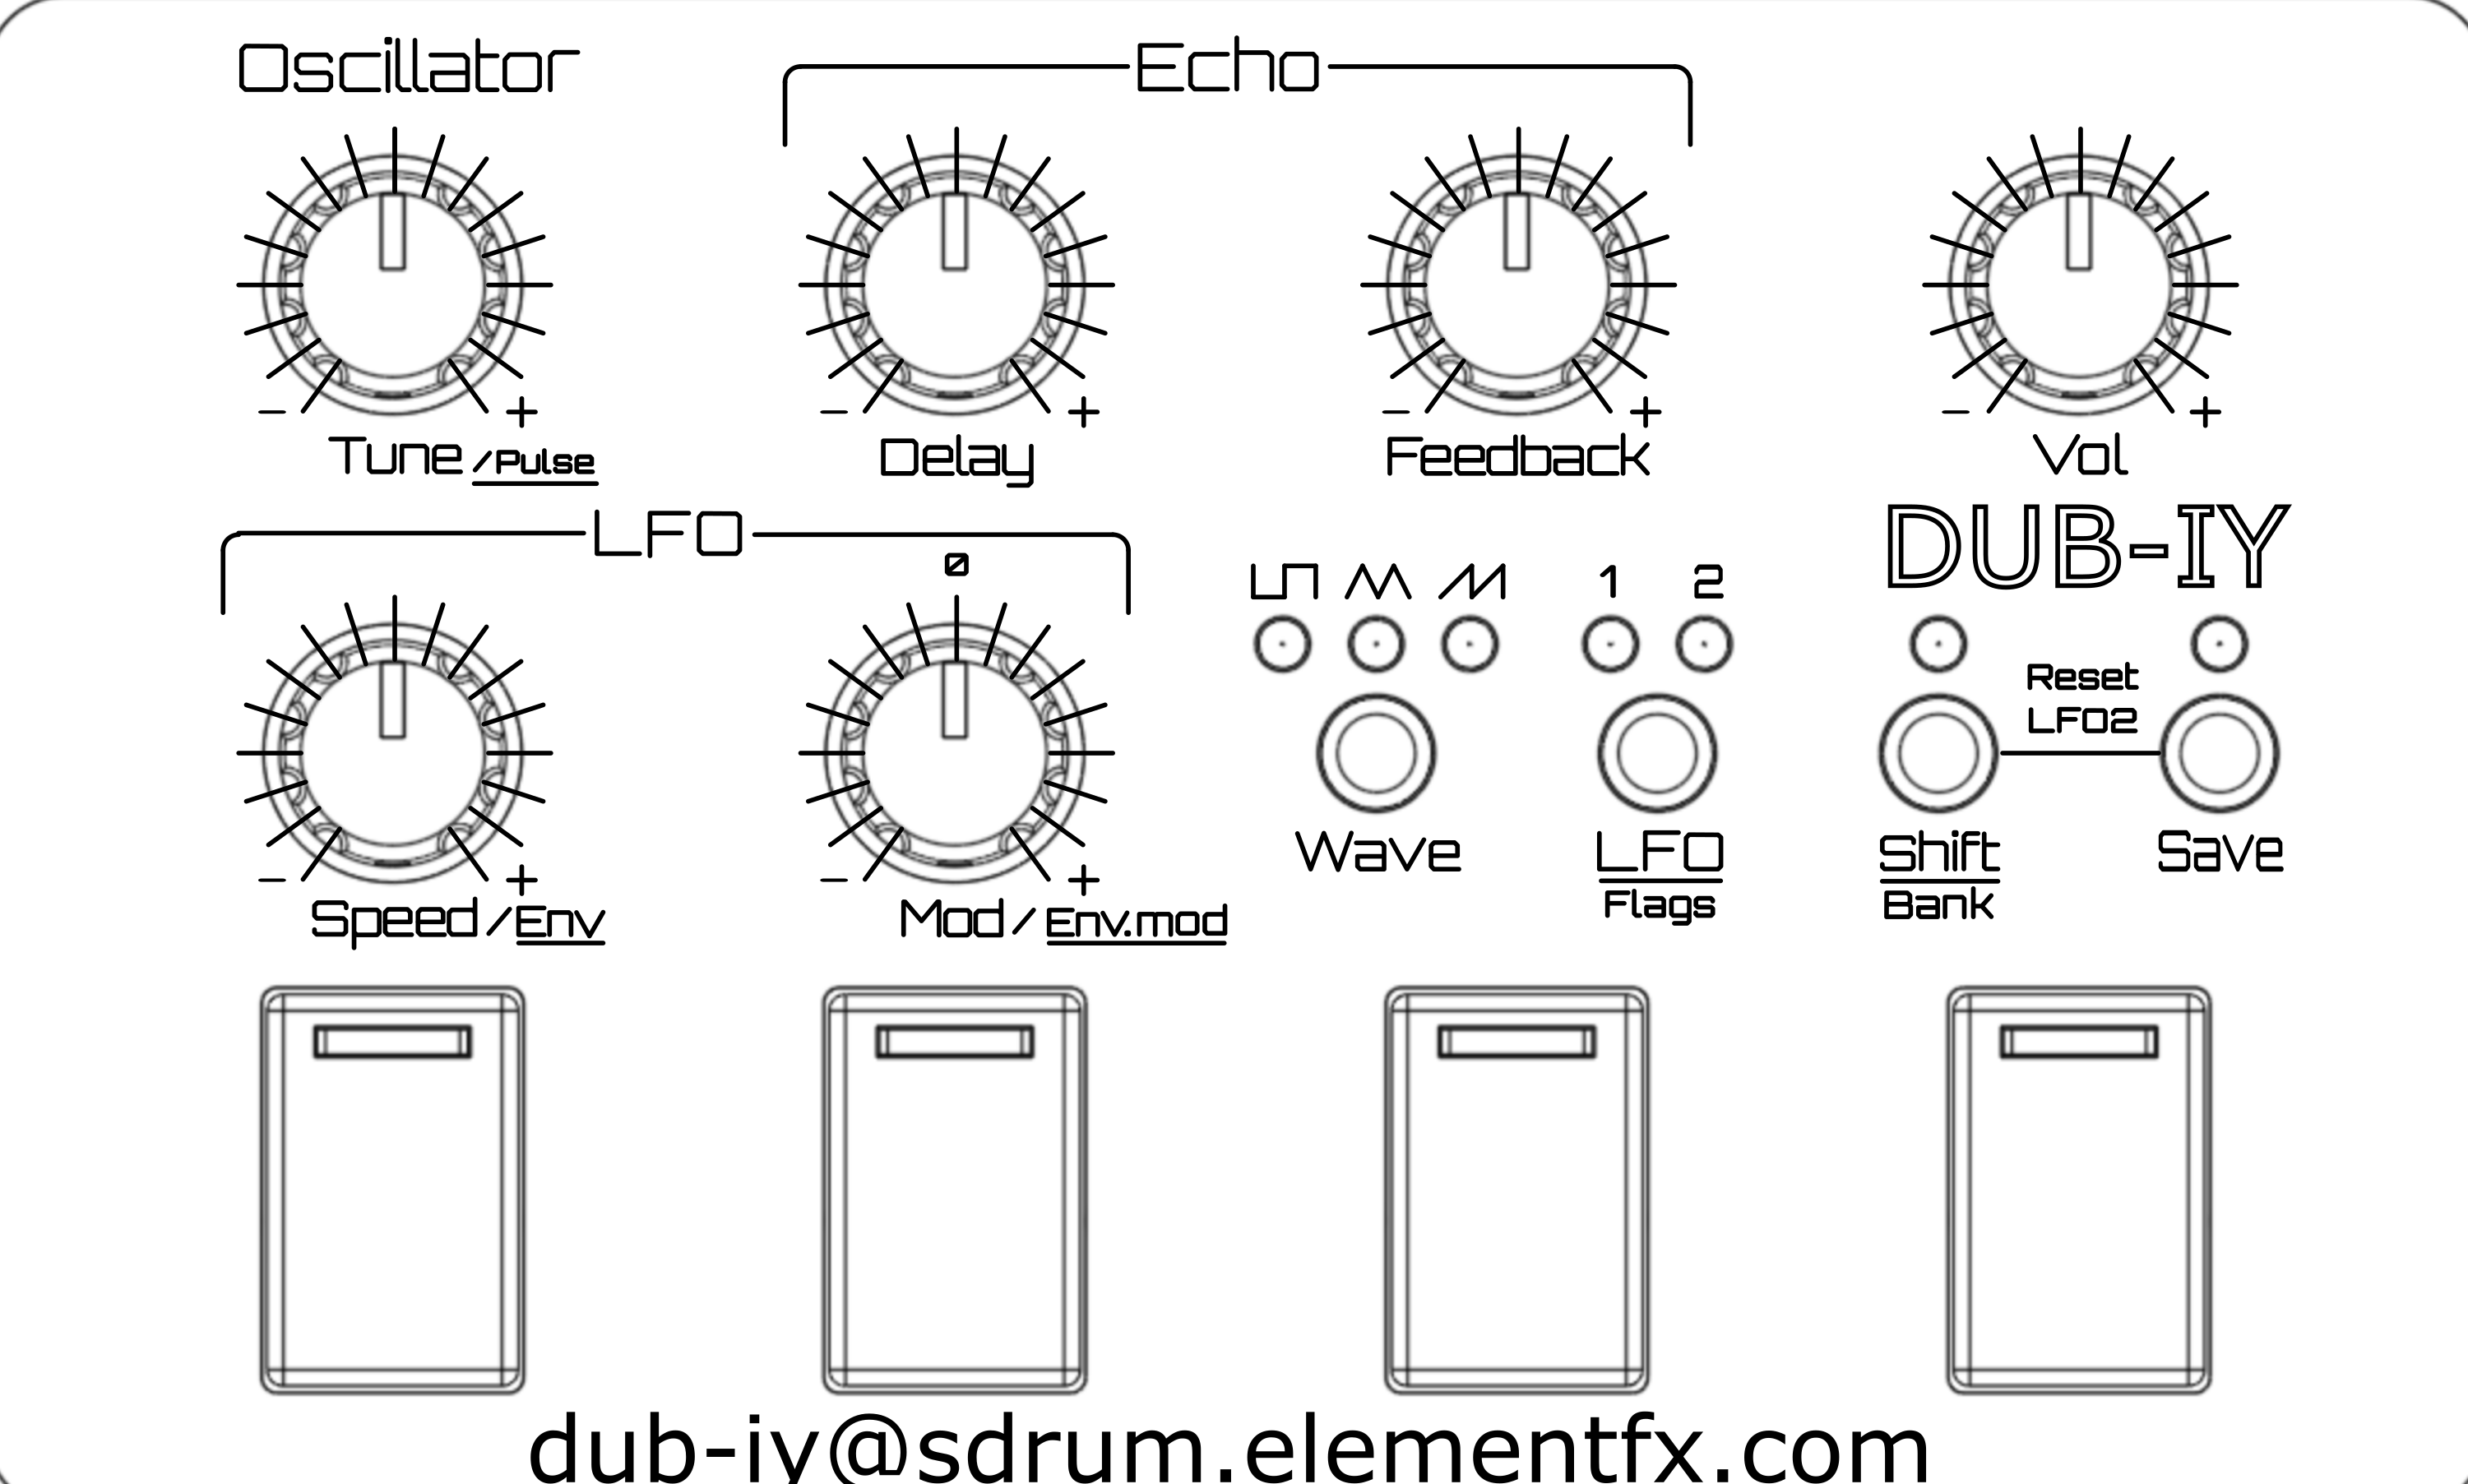 Oscillator
Echo
− +
− +
− +
− +
Tune/Pulse
Delay
Feedback
Vol
LFO
DUB-IY
0
1
2
Reset
LFO2
− +
− +
Wave
LFO
Flags
Shift
Bank
Save
Speed/Env
Mod/Env.mod
dub-iy@sdrum.elementfx.com